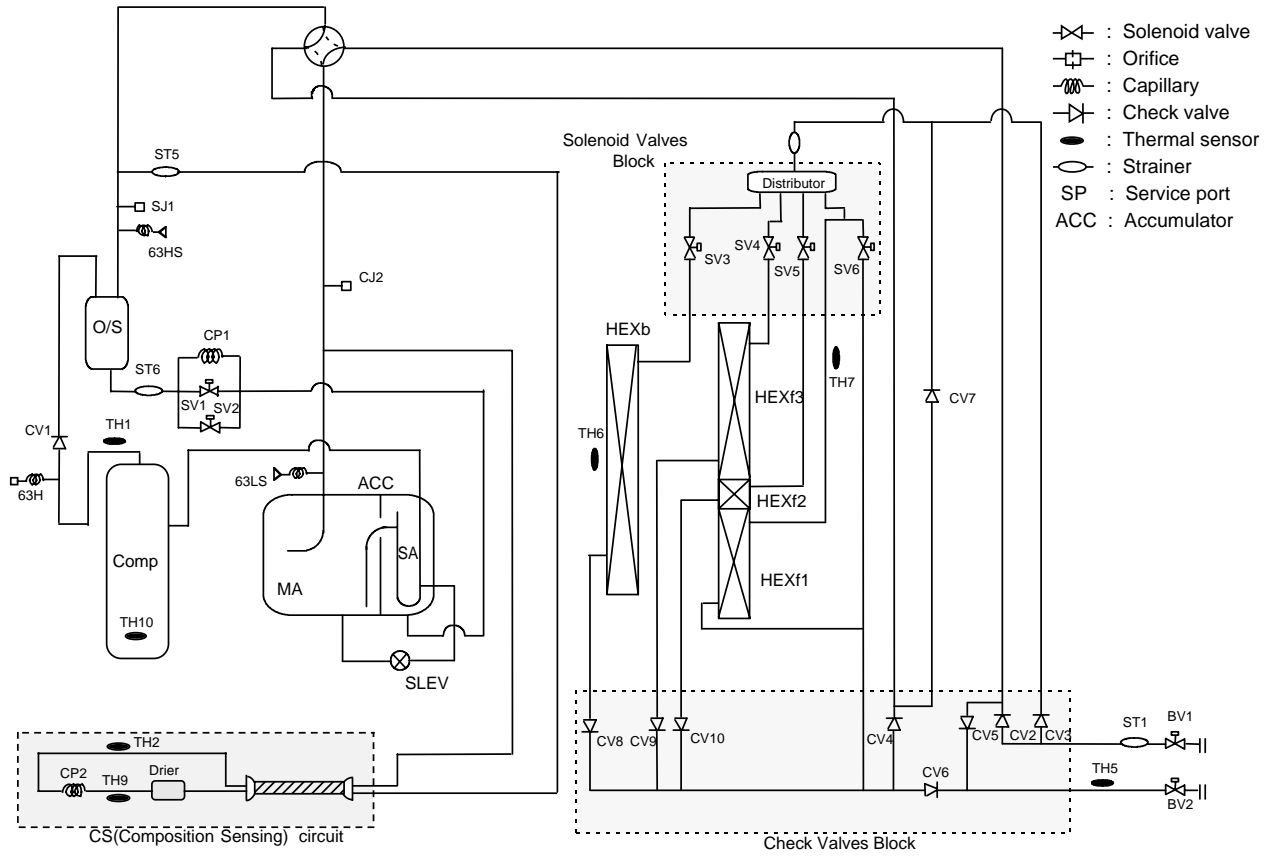 Solenoid valve
:
Orifice
:
Capillary
:
Check valve
:
Thermal sensor
:
Strainer
:
SP : Service port
ACC : Accumulator
Solenoid Valves
Block
Distributor
ST5
SJ1
63HS
SV3
SV4
SV5
SV6
CJ2
O/S
CP1
HEXb
ST6
SV1
SV2
TH7
HEXf3
CV7
CV1
TH1
TH6
63H
63LS
ACC
HEXf2
Comp
SA
MA
HEXf1
TH10
SLEV
CV8
CV9
CV10
CV4
CV5
CV2
CV3
ST1
BV1
TH2
CP2
TH9
Drier
CV6
TH5
BV2
CS(Composition Sensing) circuit
Check Valves Block